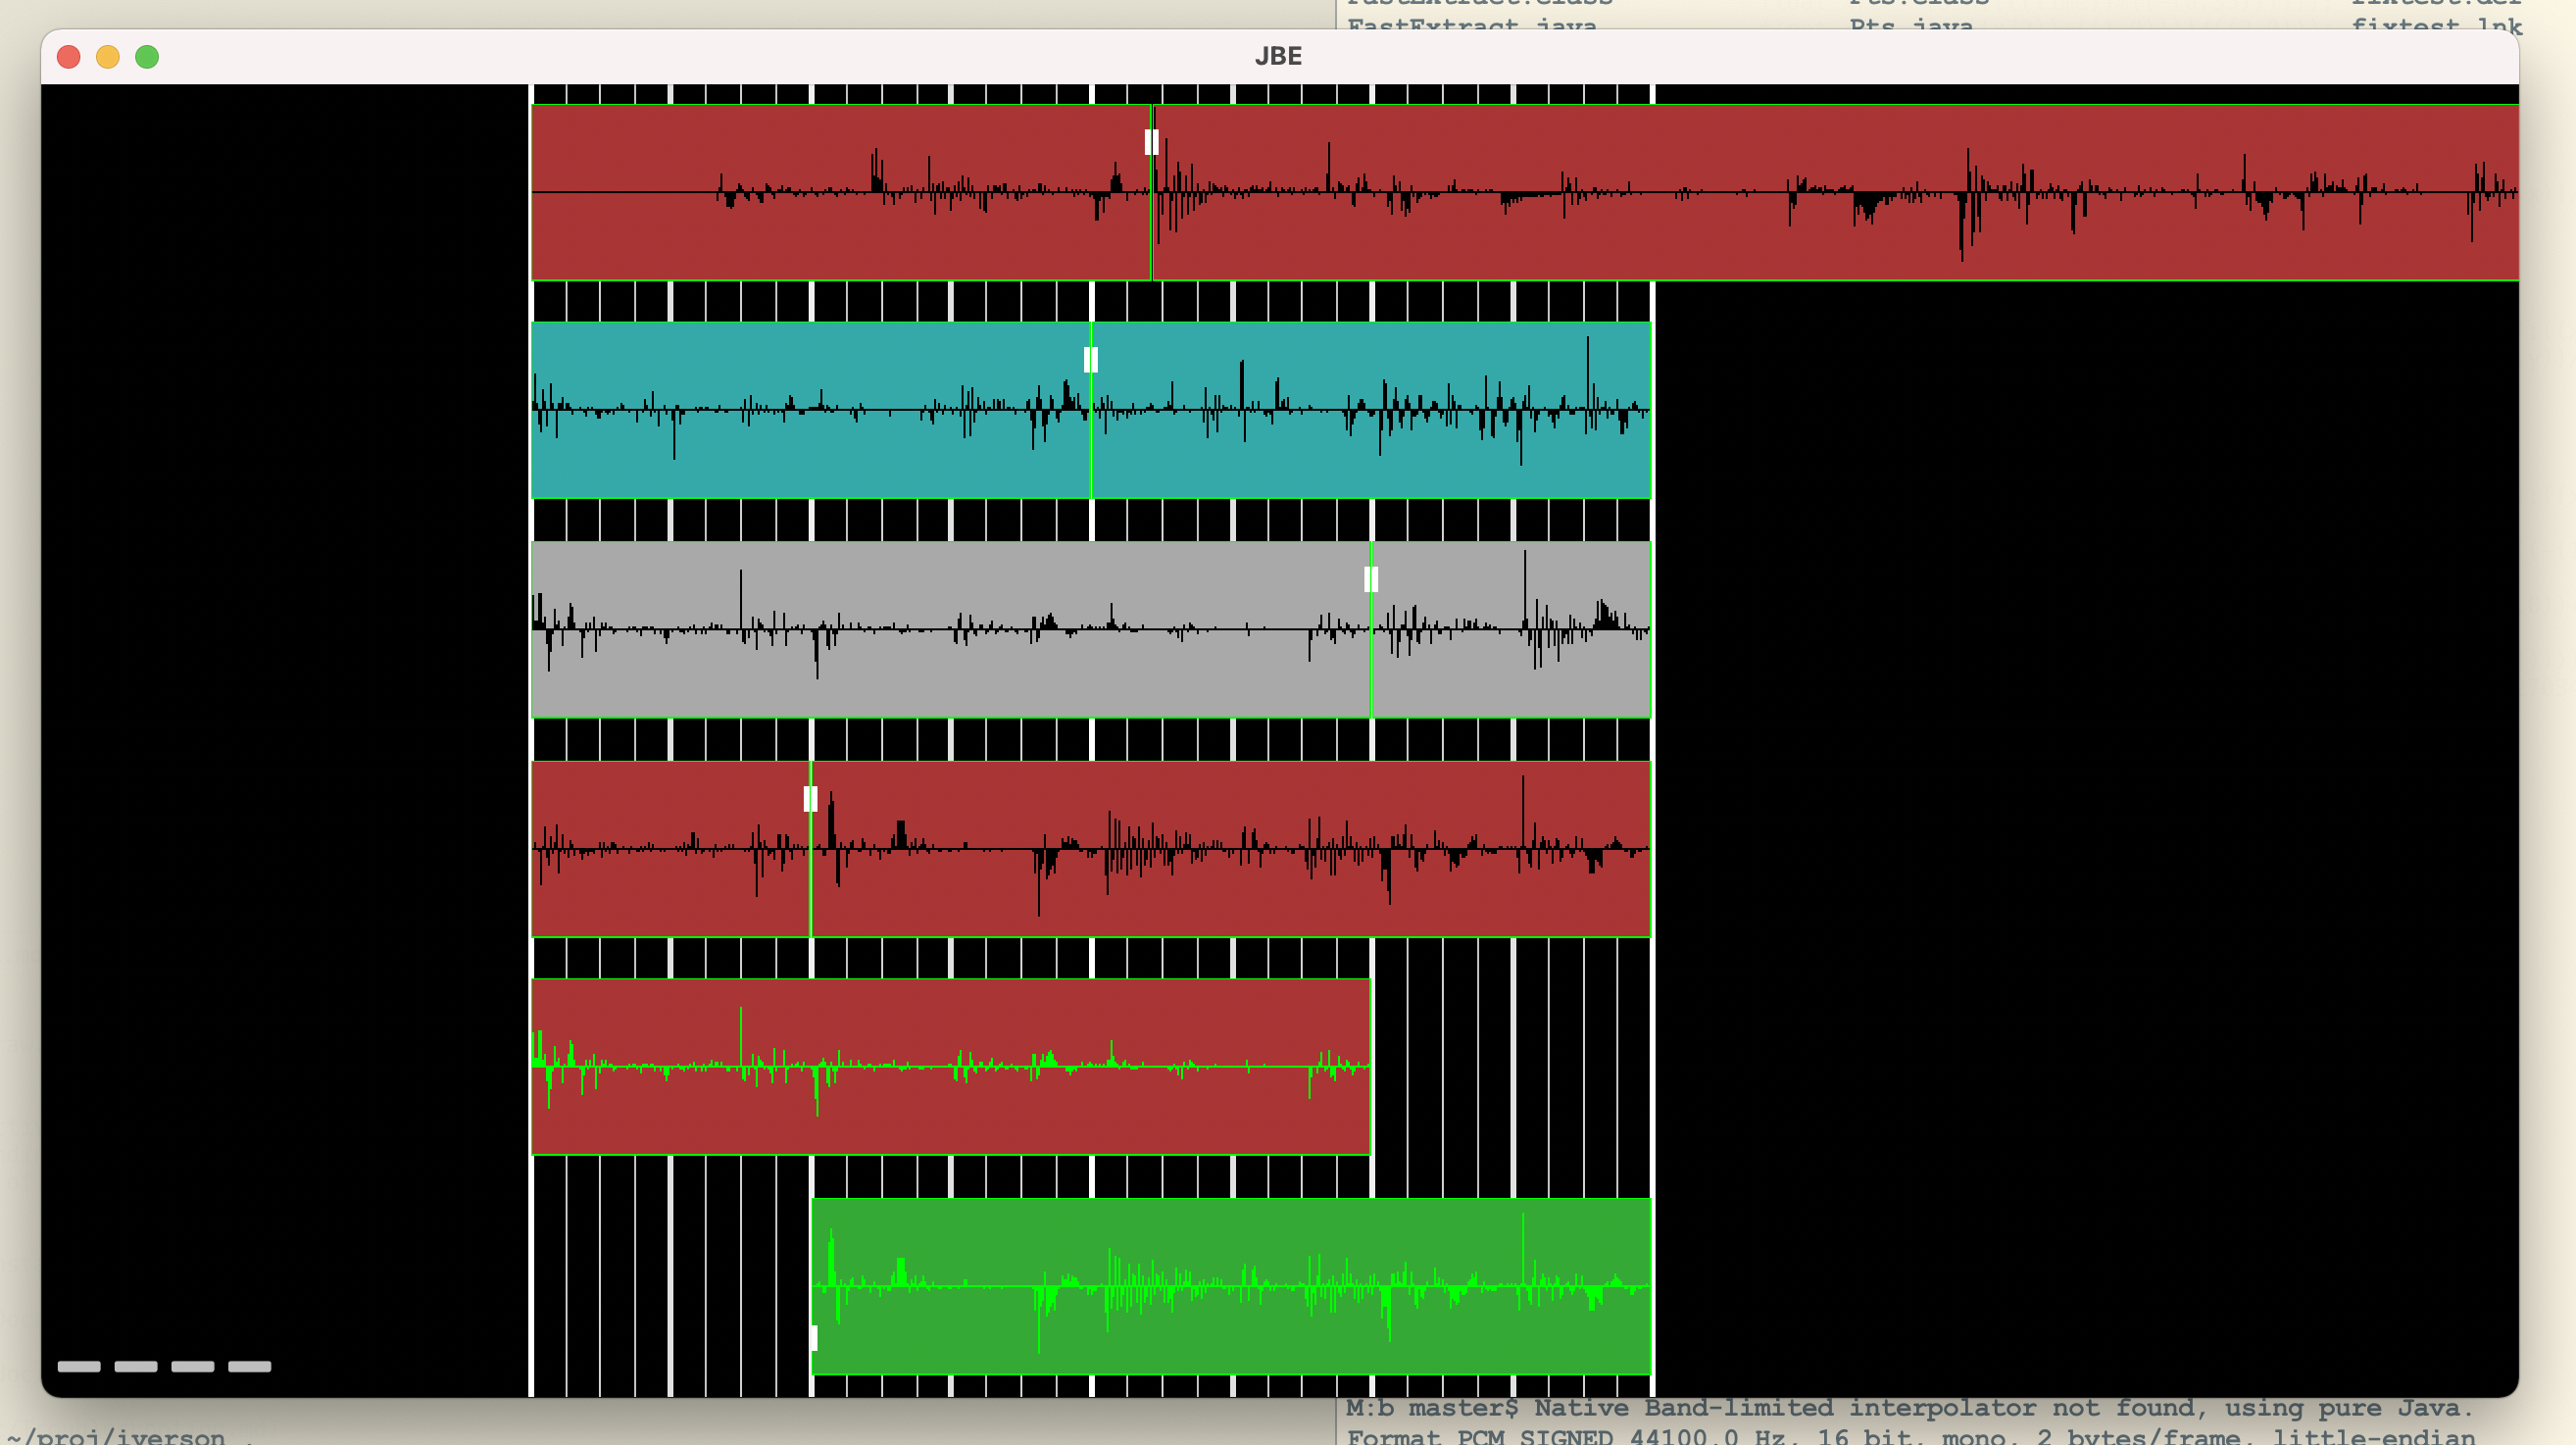 FastExtract.class Pts.class fixtest.def
FastExtract.java Pts.java fixtest.lnk
JBE
M:b master$ Native Band-limited interpolator not found, using pure Java.
~/proj/iverson .
Format PCM_SIGNED 44100.0 Hz, 16 bit, mono, 2 bytes/frame, little-endian